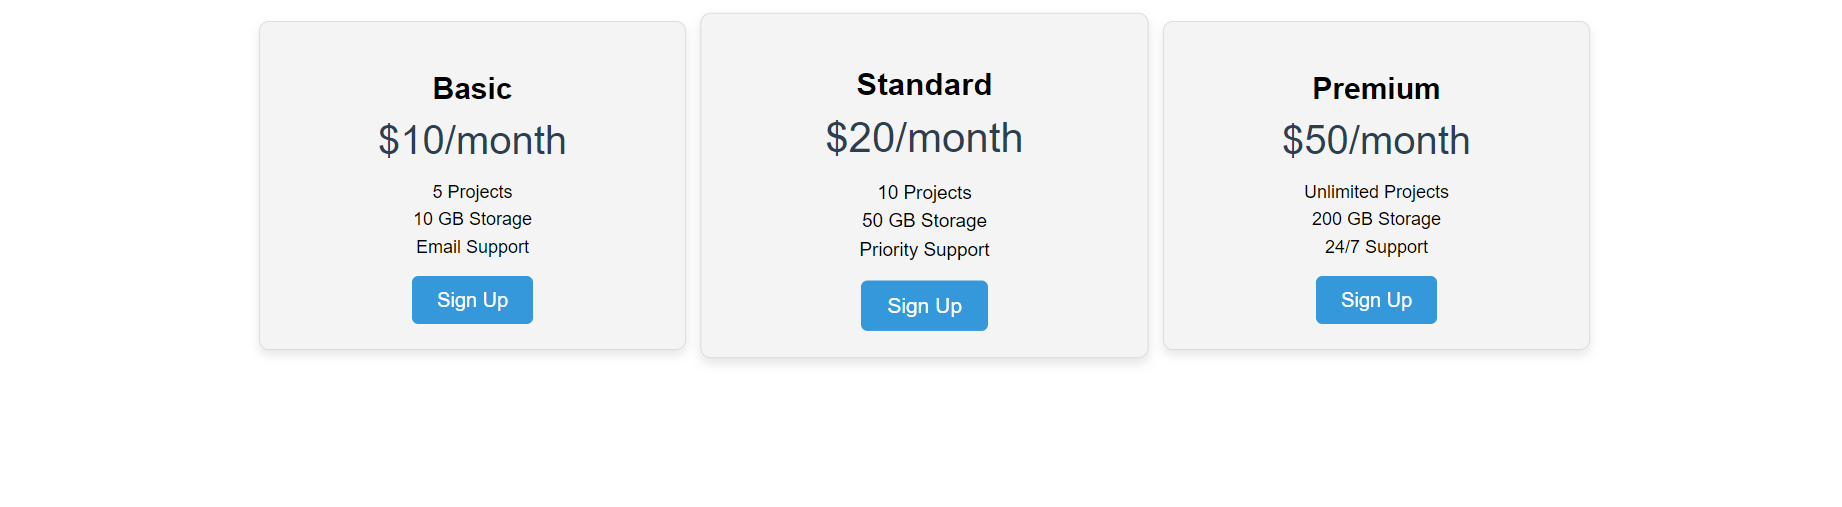 Basic
$10/month
5 Projects
10 GB Storage
Email Support
Sign Up
Standard
$20/month
10 Projects
50 GB Storage
Priority Support
Sign Up
Premium
$50/month
Unlimited Projects
200 GB Storage
24/7 Support
Sign Up